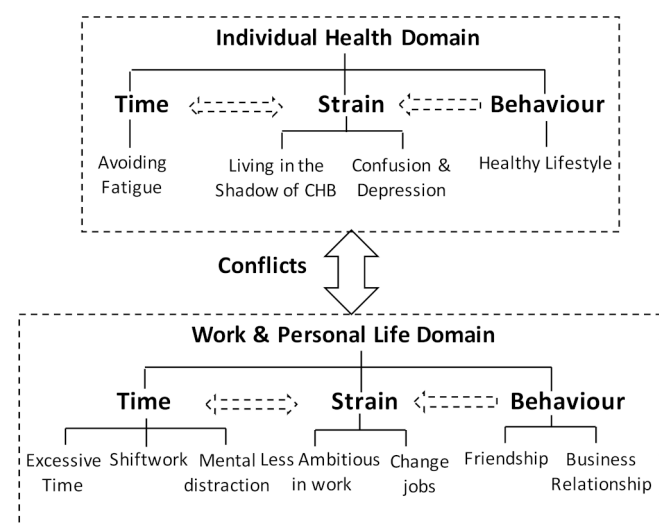 Individual Health Domain
Time Strain Behaviour
Avoiding
Fatigue
Living in the
Shadow of CHB
Confusion &
Depression
Healthy Lifestyle
Conflicts
Work & Personal Life Domain
Time Strain Behaviour
Excessive
Time
Shiftwork
Mental
distraction
Less Ambitious
in work
Change
jobs
Friendship
Business
Relationship